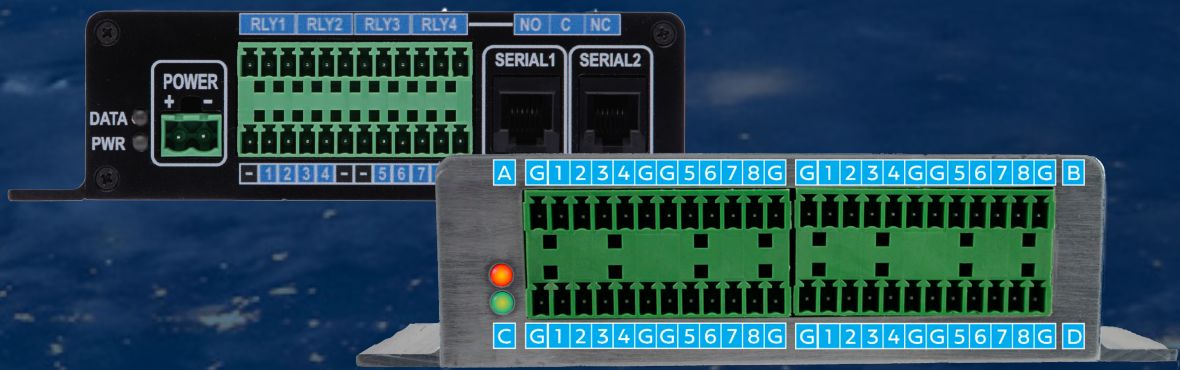 RLY1 RLY2 RLY3 RLY4 NO C NC
SERIAL1 SERIAL2
POWER
+ -
DATA
PWR
- 1 2 3 4 - - 5 6 7
A G 1 2 3 4 G G 5 6 7 8 G G 1 2 3 4 G G 5 6 7 8 G B
C G 1 2 3 4 G G 5 6 7 8 G G 1 2 3 4 G G 5 6 7 8 G D